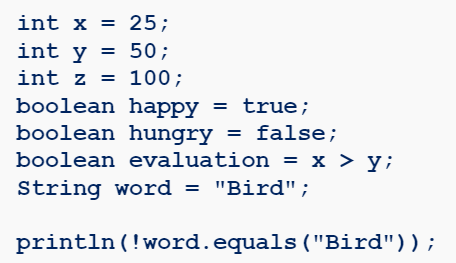 int x = 25;
int y = 50;
int z = 100;
boolean happy = true;
boolean hungry = false;
boolean evaluation = x > y;
String word = "Bird";
println(!word.equals("Bird"));